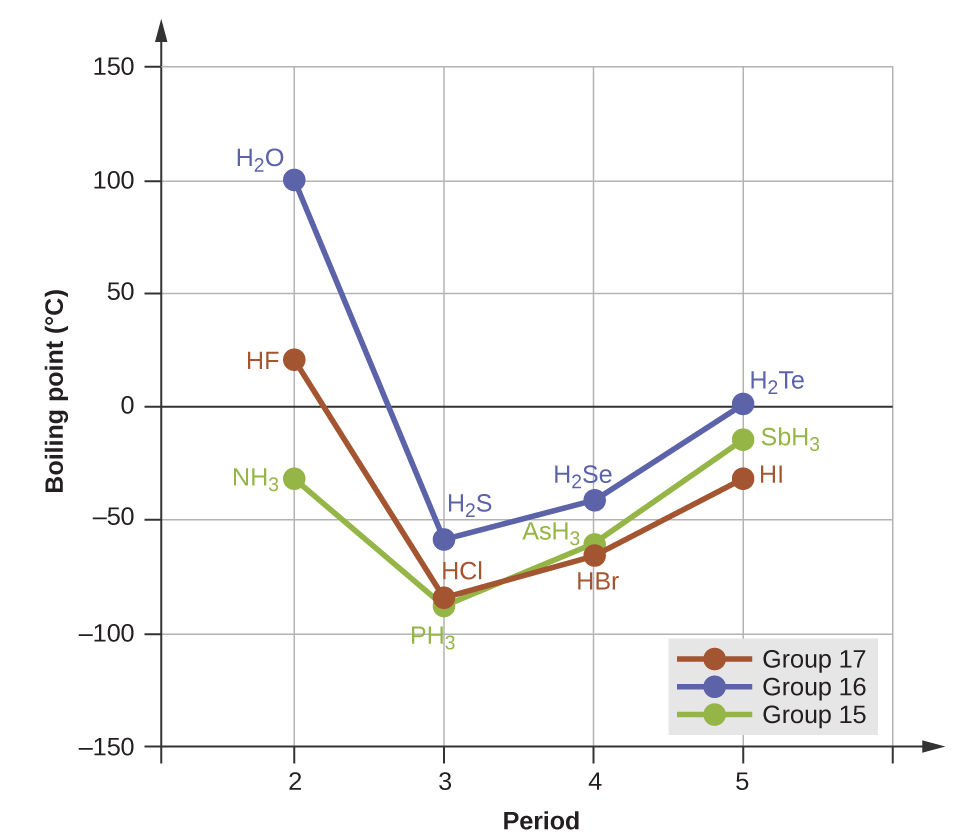 150
H₂O
100
50
HF
H₂Te
0
SbH₃
NH₃
HI
H₂Se
H₂S
–50
AsH₃
HCl
HBr
–100
PH₃
Group 17
Group 16
Group 15
–150
2 3 4 5
Period
Boiling point (°C)